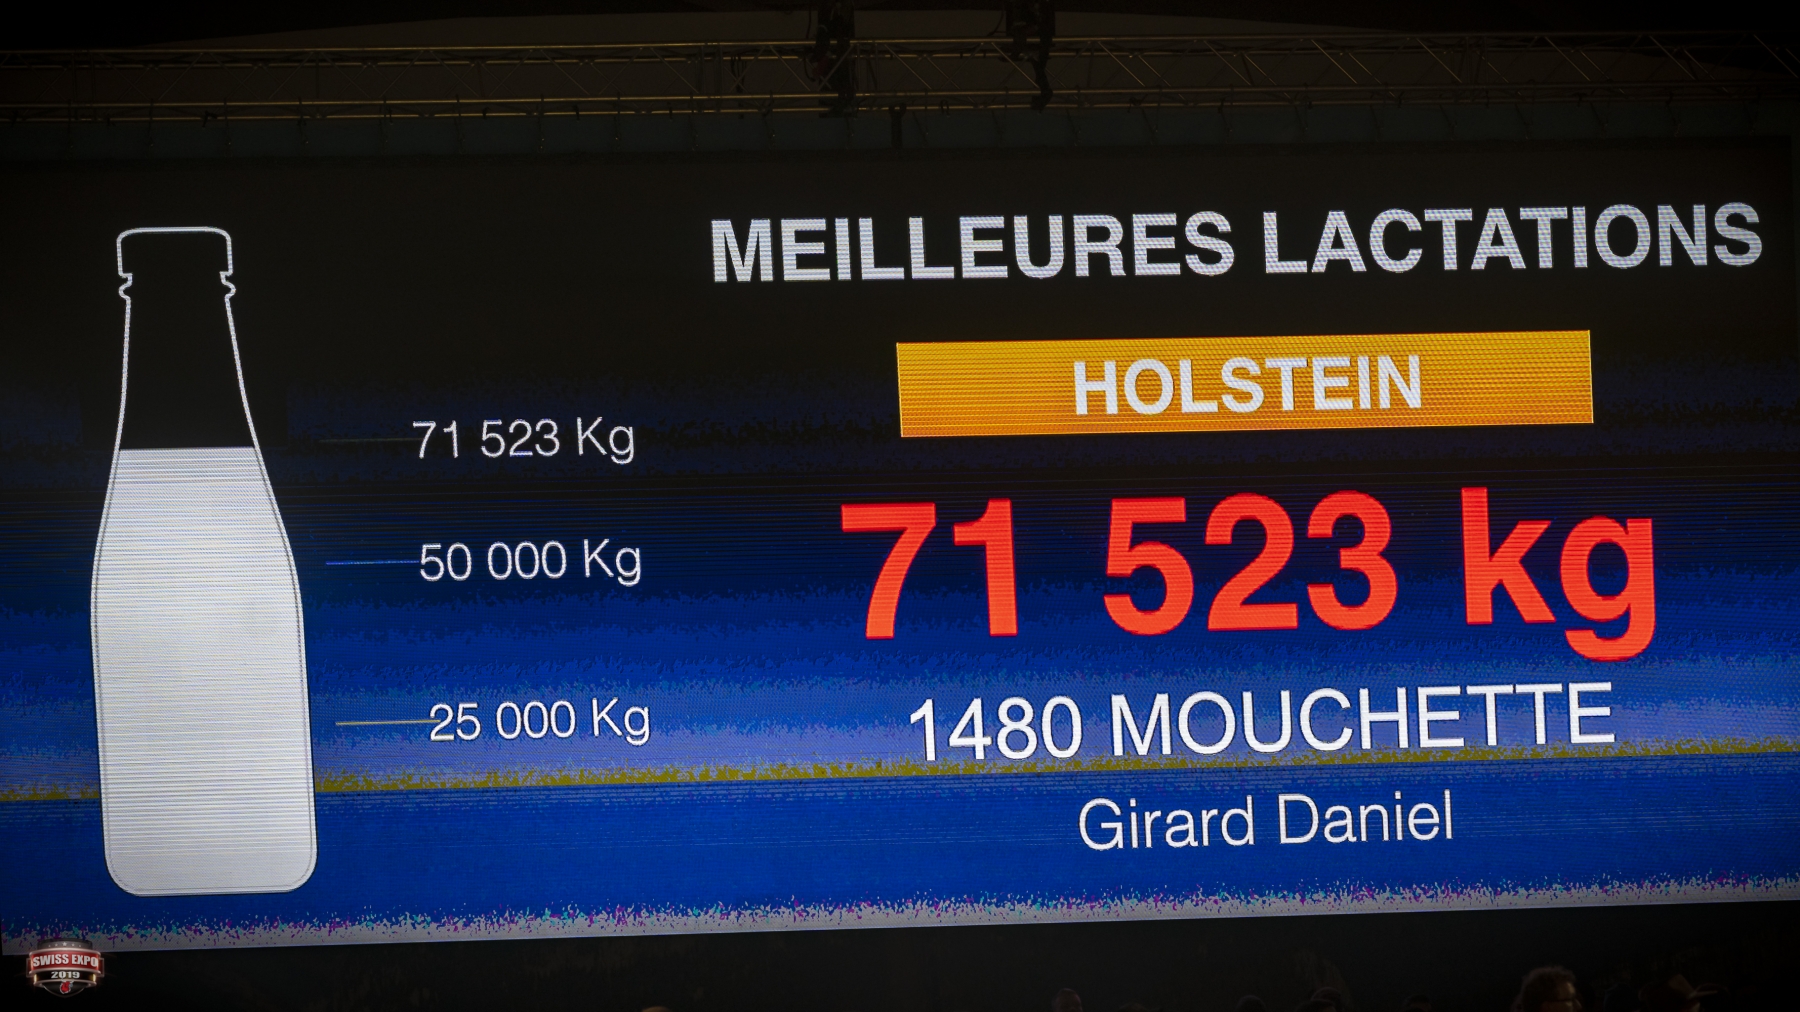 MEILLEURES LACTATIONS
HOLSTEIN
71 523 Kg
50 000 Kg
25 000 Kg
71 523 kg
1480 MOUCHETTE
Girard Daniel
SWISS EXPO
2019